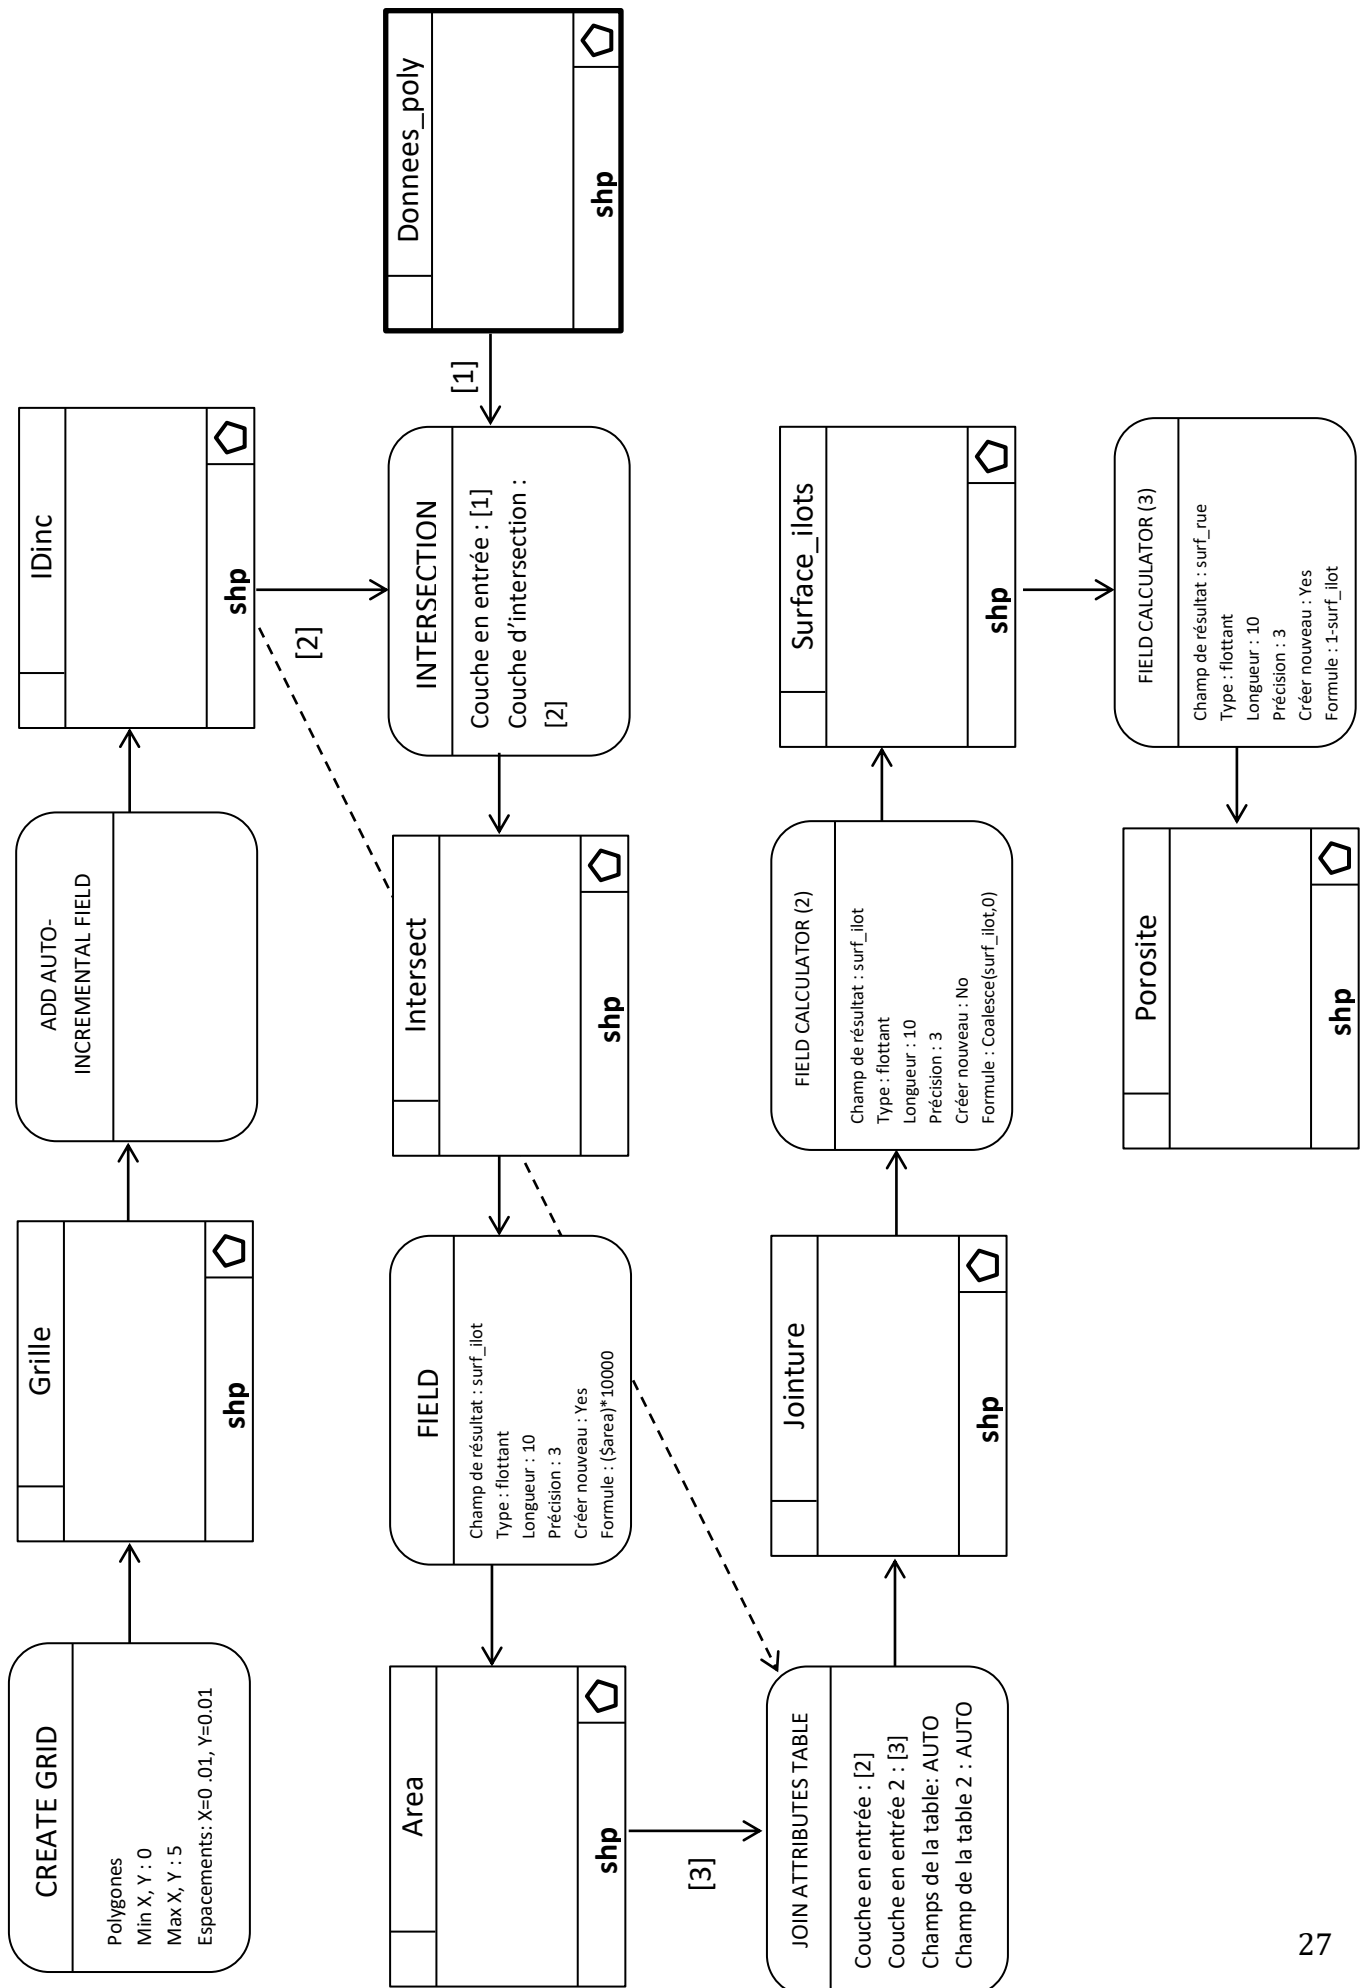 CREATE GRID
Polygones
Min X, Y : 0
Max X, Y : 5
Espacements: X=0 .01, Y=0.01
Grille
shp
ADD AUTO-
INCREMENTAL FIELD
IDinc
shp
[2]
Donnees_poly
shp
[1]
INTERSECTION
Couche en entrée : [1]
Couche d’intersection :
[2]
Intersect
shp
FIELD
Champ de résultat : surf_ilot
Type : flottant
Longueur : 10
Précision : 3
Créer nouveau : Yes
Formule : ($area)*10000
Area
shp
[3]
JOIN ATTRIBUTES TABLE
Couche en entrée : [2]
Couche en entrée 2 : [3]
Champs de la table: AUTO
Champ de la table 2 : AUTO
Jointure
shp
FIELD CALCULATOR (2)
Champ de résultat : surf_ilot
Type : flottant
Longueur : 10
Précision : 3
Créer nouveau : No
Formule : Coalesce(surf_ilot,0)
Surface_ilots
shp
FIELD CALCULATOR (3)
Champ de résultat : surf_rue
Type : flottant
Longueur : 10
Précision : 3
Créer nouveau : Yes
Formule : 1-surf_ilot
Porosite
shp
27